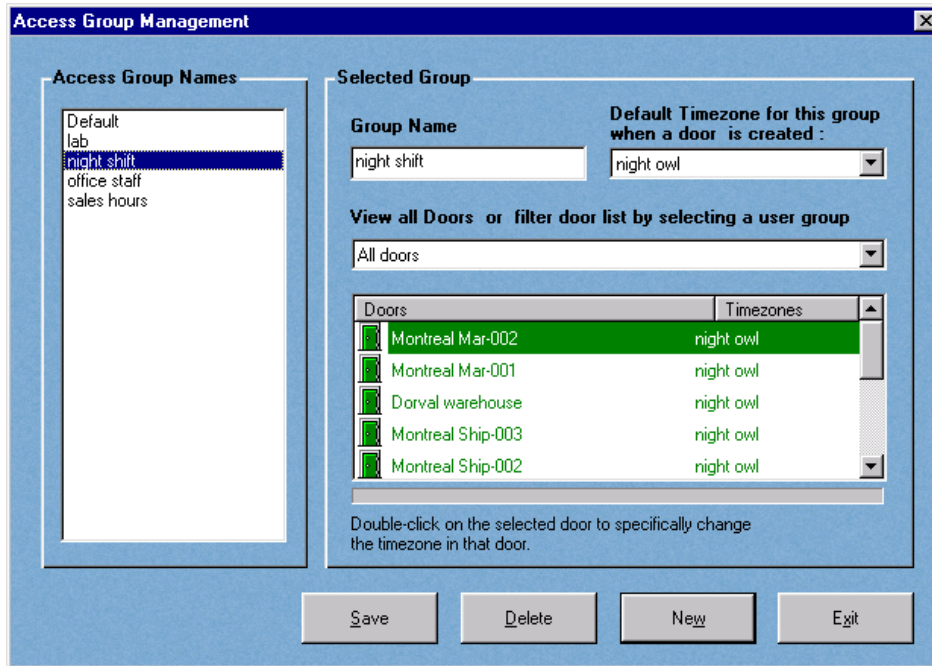 Access Group Management
Access Group Names
Default
lab
night shift
office staff
sales hours
Selected Group
Group Name
night shift
Default Timezone for this group
when a door is created :
night owl
View all Doors or filter door list by selecting a user group
All doors
Doors Timezones
Montreal Mar-002 night owl
Montreal Mar-001 night owl
Dorval warehouse night owl
Montreal Ship-003 night owl
Montreal Ship-002 night owl
Double-click on the selected door to specifically change
the timezone in that door.
Save Delete New Exit